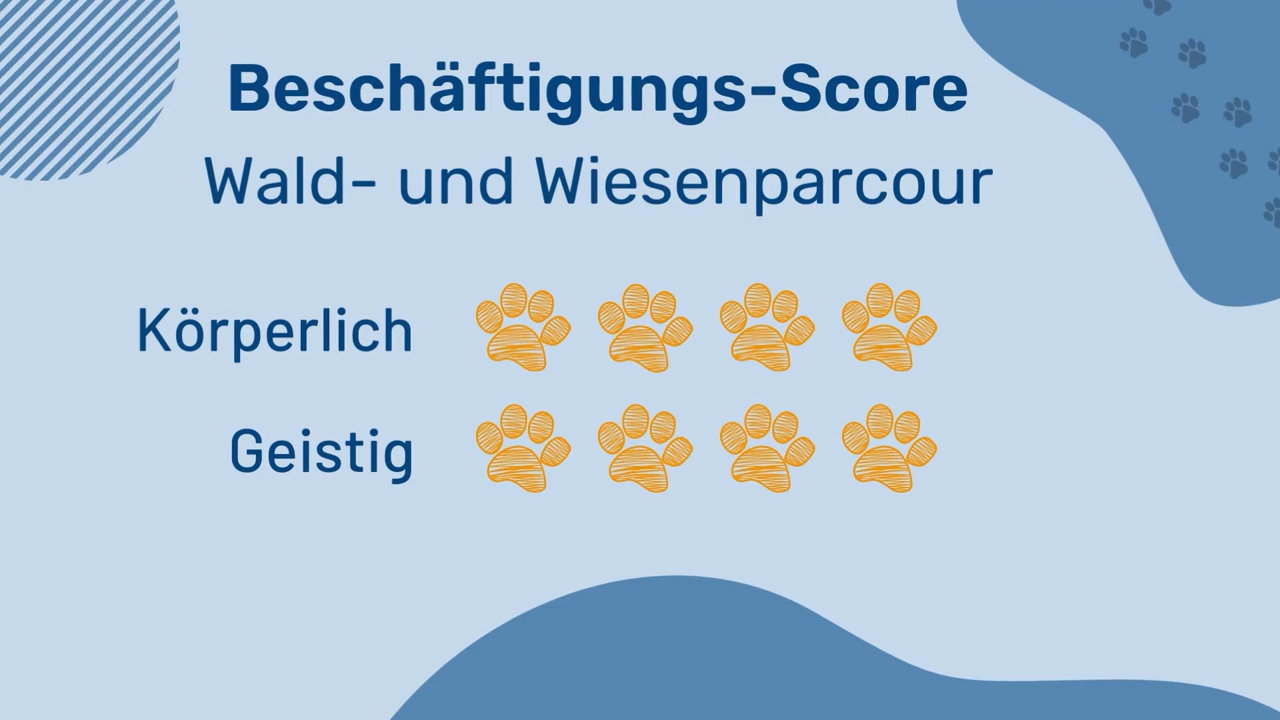 Beschäftigungs-Score
Wald- und Wiesenparcour
Körperlich
Geistig